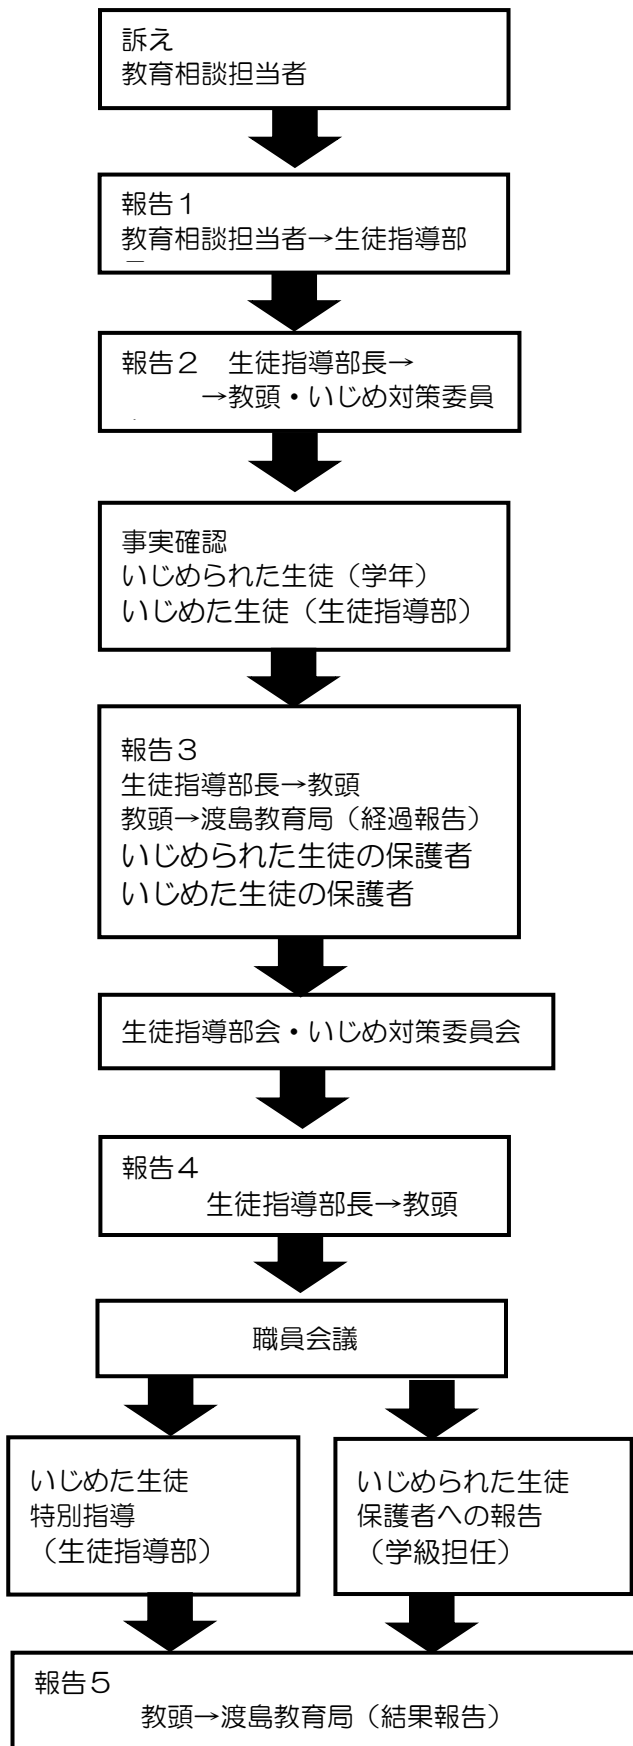 訴え
教育相談担当者
報告１
教育相談担当者→生徒指導部
報告２　生徒指導部長→
→教頭・いじめ対策委員
事実確認
いじめられた生徒（学年）
いじめた生徒（生徒指導部）
報告３
生徒指導部長→教頭
教頭→渡島教育局（経過報告）
いじめられた生徒の保護者
いじめた生徒の保護者
生徒指導部会・いじめ対策委員会
報告４
生徒指導部長→教頭
職員会議
いじめた生徒
特別指導
（生徒指導部）
いじめられた生徒
保護者への報告
（学級担任）
報告５
教頭→渡島教育局（結果報告）